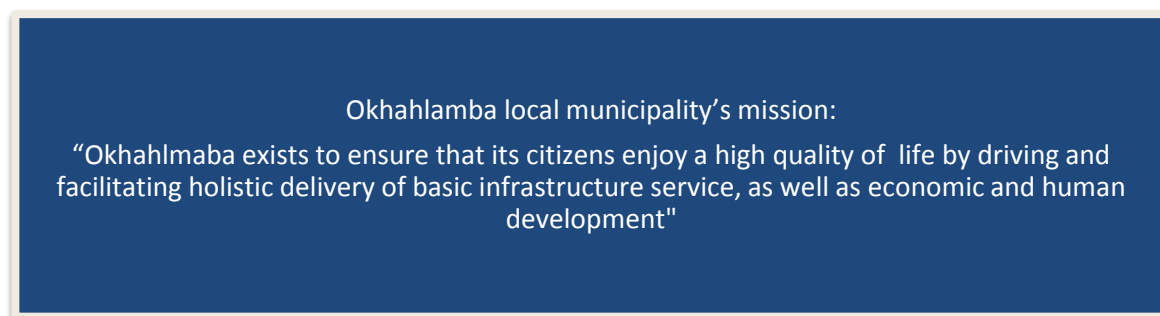 Okhahlamba local municipality’s mission:
“Okhahlmaba exists to ensure that its citizens enjoy a high quality of  life by driving and
facilitating holistic delivery of basic infrastructure service, as well as economic and human
development"